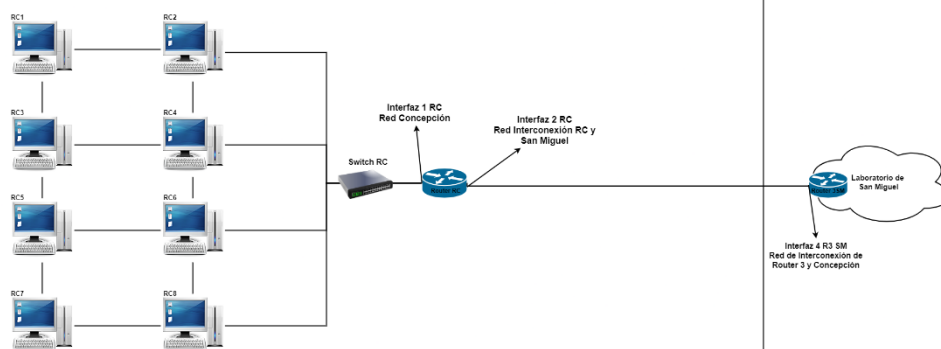 RC1
RC2
RC3
RC4
RC5
RC6
RC7
RC8
Switch RC
Interfaz 1 RC
Red Concepción
Router RC
Interfaz 2 RC
Red Interconexión RC y
San Miguel
Laboratorio de
San Miguel
Interfaz 4 R3 SM
Red de Interconexión de
Router 3 y Concepción